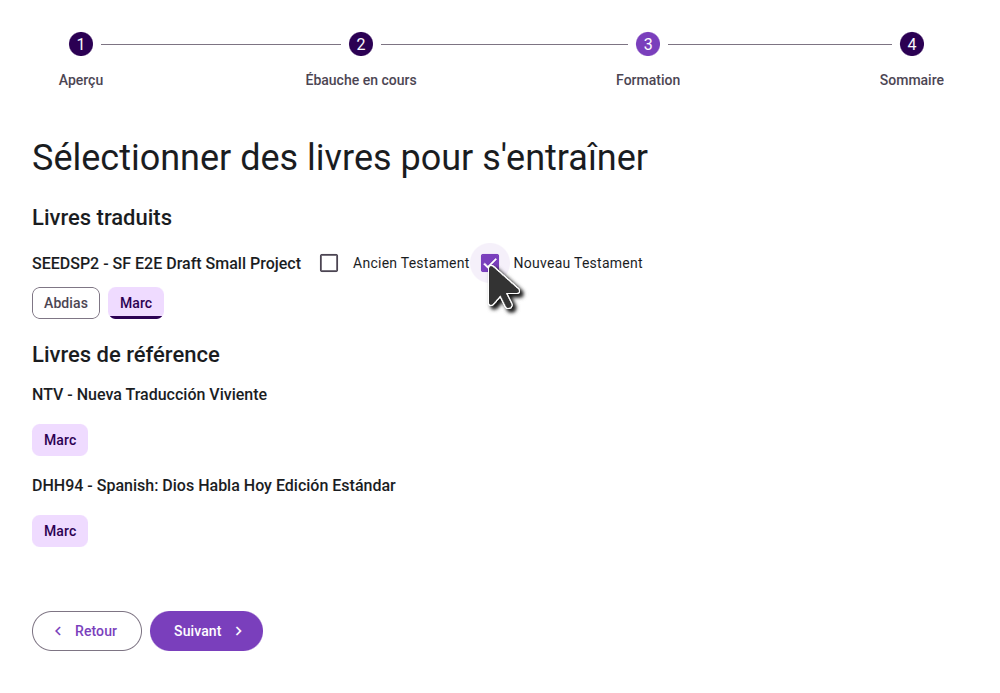 1 2 3 4
Aperçu Ébauche en cours Formation Sommaire
Sélectionner des livres pour s'entraîner
Livres traduits
SEEDSP2 - SF E2E Draft Small Project Ancien Testament Nouveau Testament
Abdias Marc
Livres de référence
NTV - Nueva Traducción Viviente
Marc
DHH94 - Spanish: Dios Habla Hoy Edición Estándar
Marc
Retour Suivant